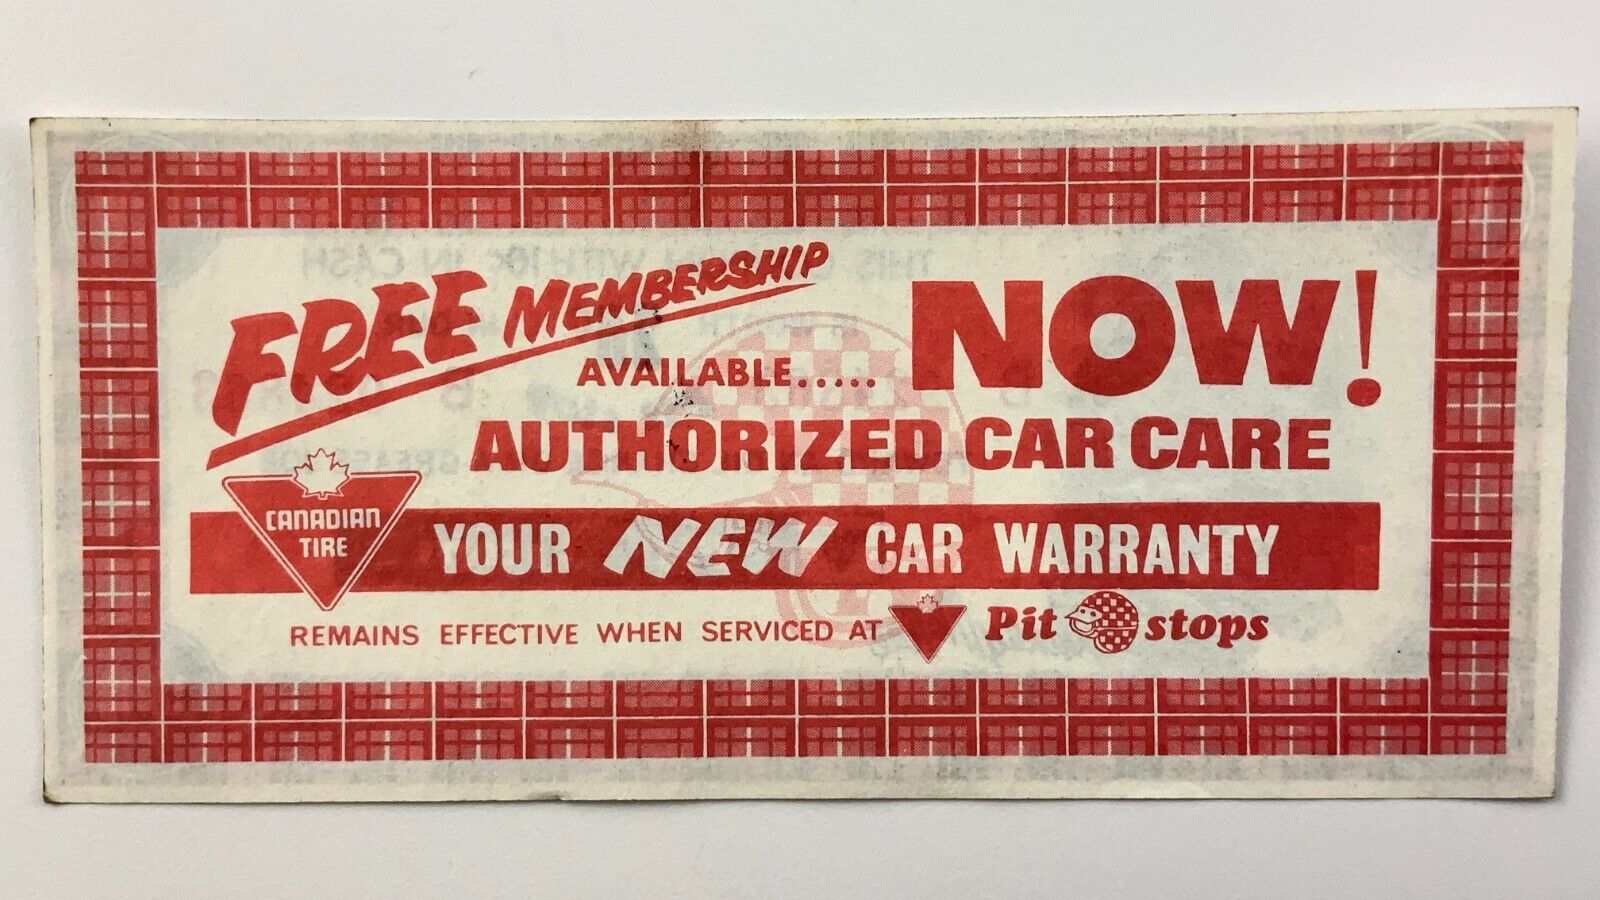 FREE MEMBERSHIP
AVAILABLE..... NOW!
AUTHORIZED CAR CARE
CANADIAN
TIRE
YOUR NEW CAR WARRANTY
REMAINS EFFECTIVE WHEN SERVICED AT Pit stops